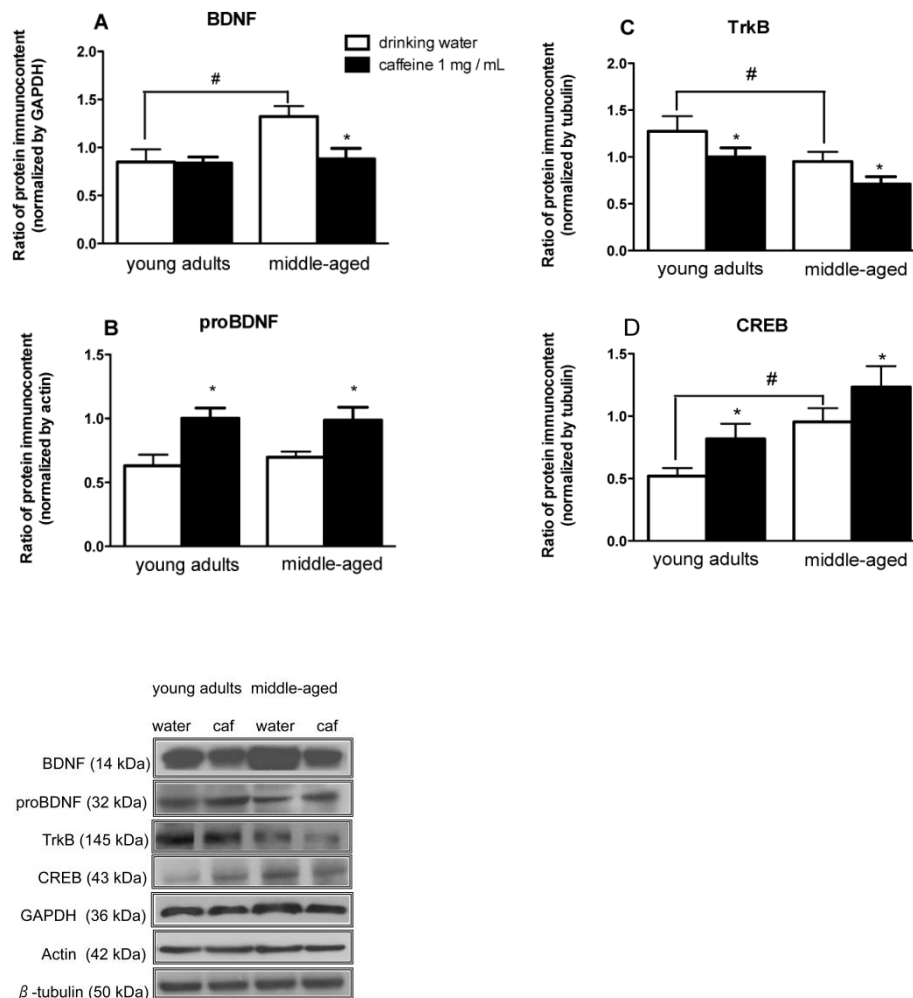 A
BDNF
drinking water
caffeine 1 mg / mL
Ratio of protein immunocontent
(normalized by GAPDH)
2.0
1.5
1.0
0.5
0.0
#
*
young adults
middle-aged
C
TrkB
Ratio of protein immunocontent
(normalized by tubulin)
2.0
1.5
1.0
0.5
0.0
#
*
*
young adults
middle-aged
B
proBDNF
Ratio of protein immunocontent
(normalized by actin)
1.5
1.0
0.5
0.0
*
*
young adults
middle-aged
D
CREB
Ratio of protein immunocontent
(normalized by tubulin)
1.5
1.0
0.5
0.0
#
*
*
young adults
middle-aged
young adults middle-aged
water caf water caf
BDNF (14 kDa)
proBDNF (32 kDa)
TrkB (145 kDa)
CREB (43 kDa)
GAPDH (36 kDa)
Actin (42 kDa)
β-tubulin (50 kDa)